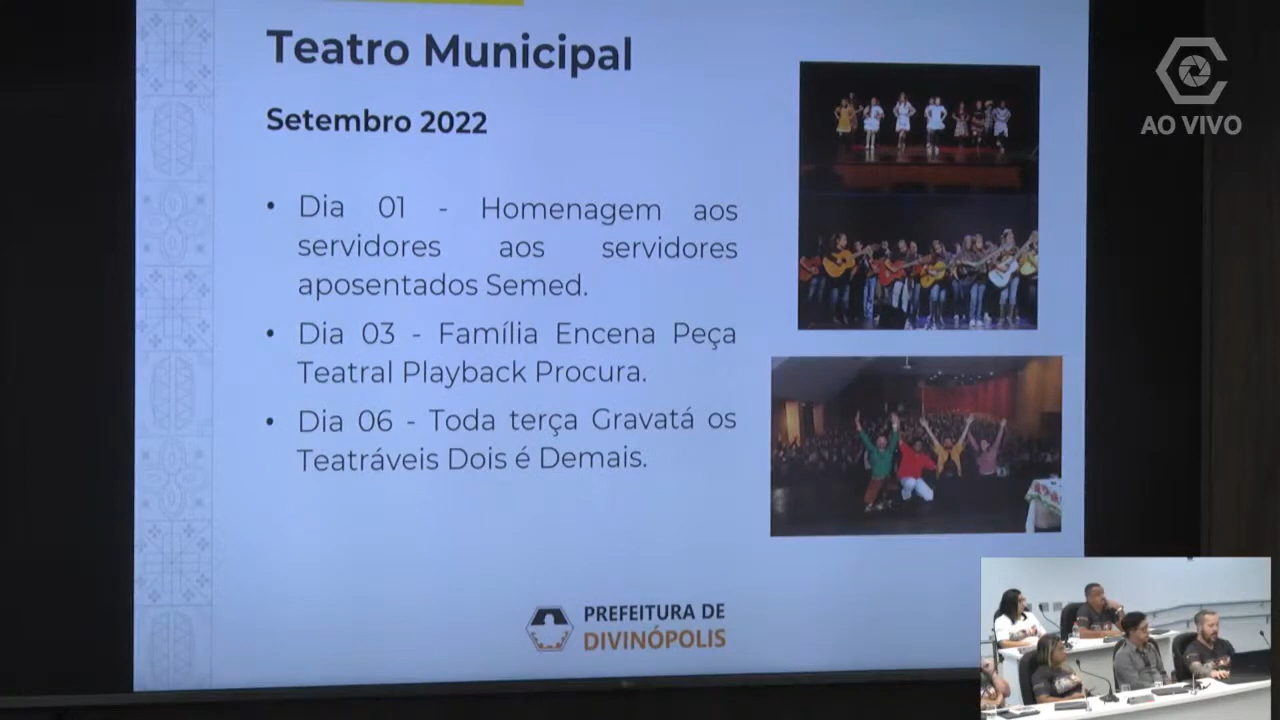 Teatro Municipal
AO VIVO
Setembro 2022
• Dia 01 - Homenagem aos
servidores aos servidores
aposentados Semed.
• Dia 03 - Família Encena Peça
Teatral Playback Procura.
• Dia 06 - Toda terça Gravatá os
Teatráveis Dois é Demais.
PREFEITURA DE
DIVINÓPOLIS